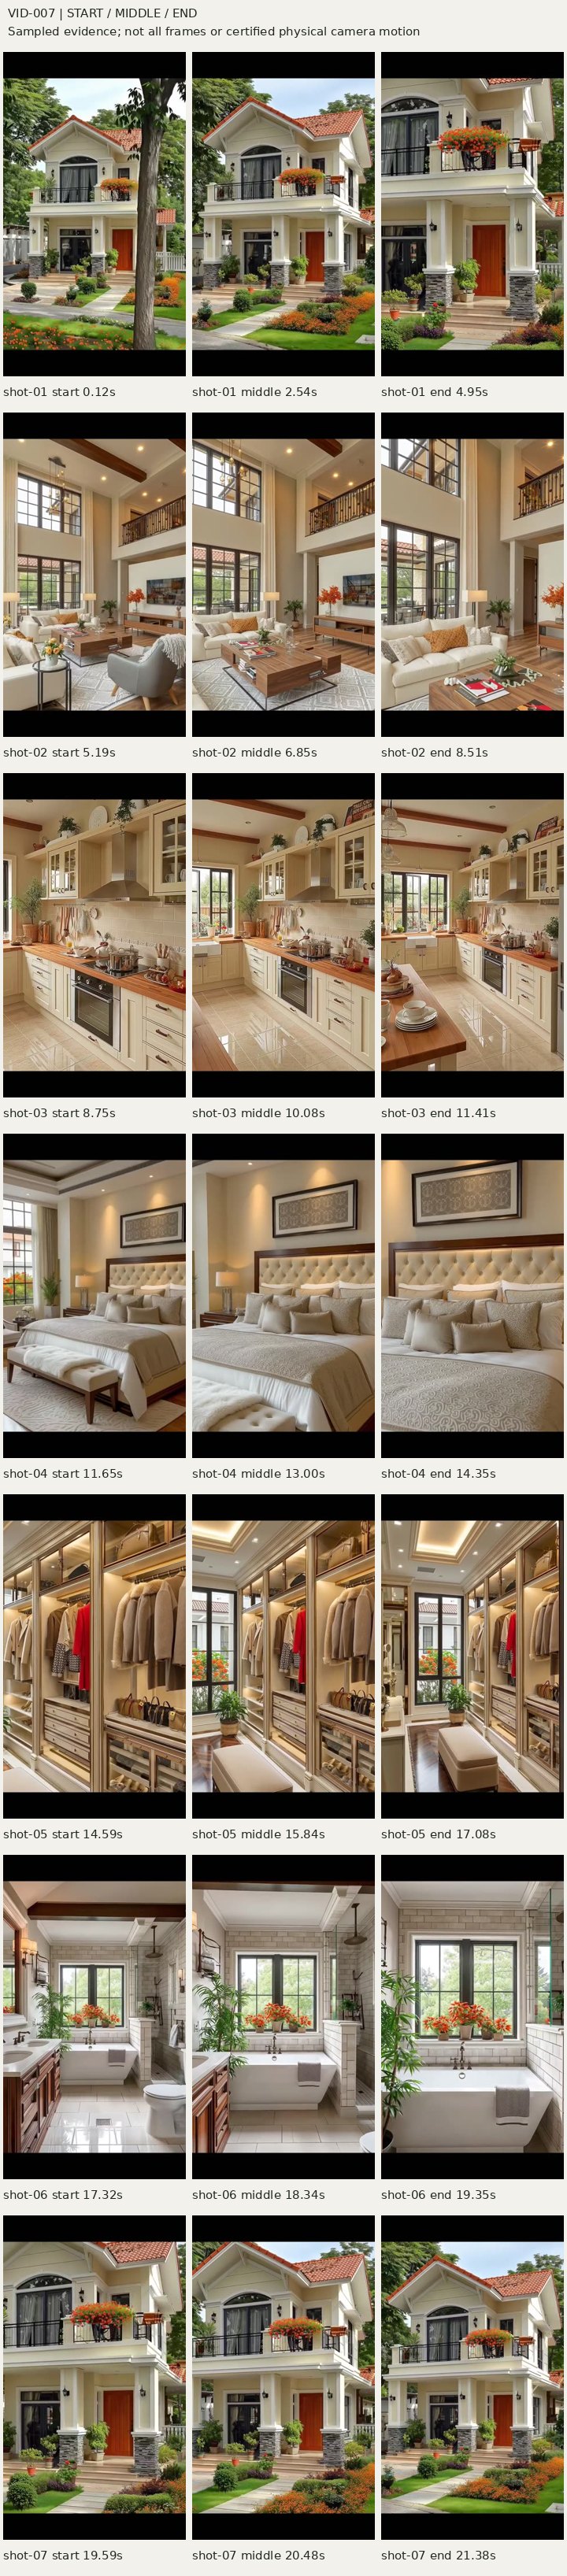 VID-007 | START / MIDDLE / END
Sampled evidence; not all frames or certified physical camera motion
shot-01 start 0.12s
shot-01 middle 2.54s
shot-01 end 4.95s
shot-02 start 5.19s
shot-02 middle 6.85s
shot-02 end 8.51s
shot-03 start 8.75s
shot-03 middle 10.08s
shot-03 end 11.41s
shot-04 start 11.65s
shot-04 middle 13.00s
shot-04 end 14.35s
shot-05 start 14.59s
shot-05 middle 15.84s
shot-05 end 17.08s
shot-06 start 17.32s
shot-06 middle 18.34s
shot-06 end 19.35s
shot-07 start 19.59s
shot-07 middle 20.48s
shot-07 end 21.38s